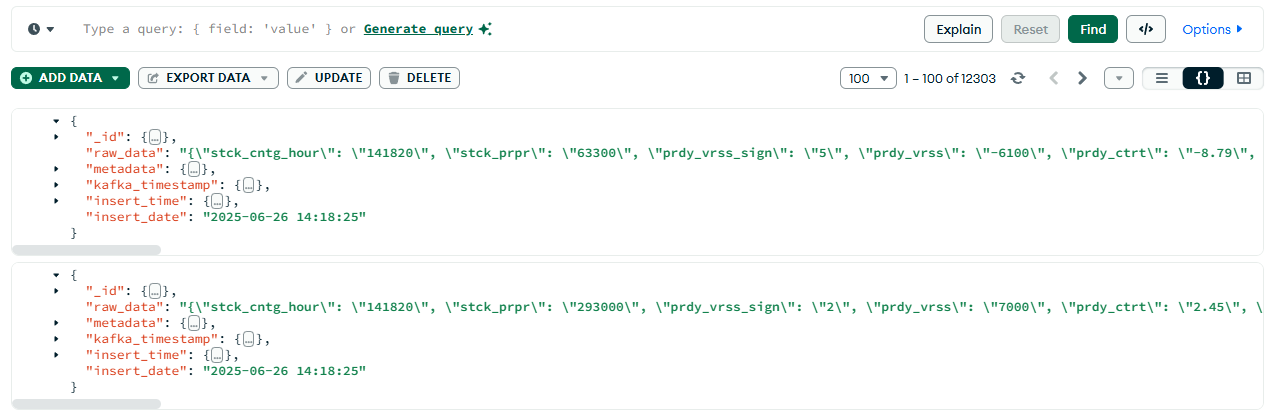 Type a query: { field: 'value' } or Generate query Explain Reset Find </> Options
ADD DATA EXPORT DATA UPDATE DELETE 100 1 – 100 of 12303 {}
{
"_id": {…},
"raw_data": "{\"stck_cntg_hour\": \"141820\", \"stck_prpr\": \"63300\", \"prdy_vrss_sign\": \"5\", \"prdy_vrss\": \"-6100\", \"prdy_ctrt\": \"-8.79\",
"metadata": {…},
"kafka_timestamp": {…},
"insert_time": {…},
"insert_date": "2025-06-26 14:18:25"
}
{
"_id": {…},
"raw_data": "{\"stck_cntg_hour\": \"141820\", \"stck_prpr\": \"293000\", \"prdy_vrss_sign\": \"2\", \"prdy_vrss\": \"7000\", \"prdy_ctrt\": \"2.45\", \
"metadata": {…},
"kafka_timestamp": {…},
"insert_time": {…},
"insert_date": "2025-06-26 14:18:25"
}